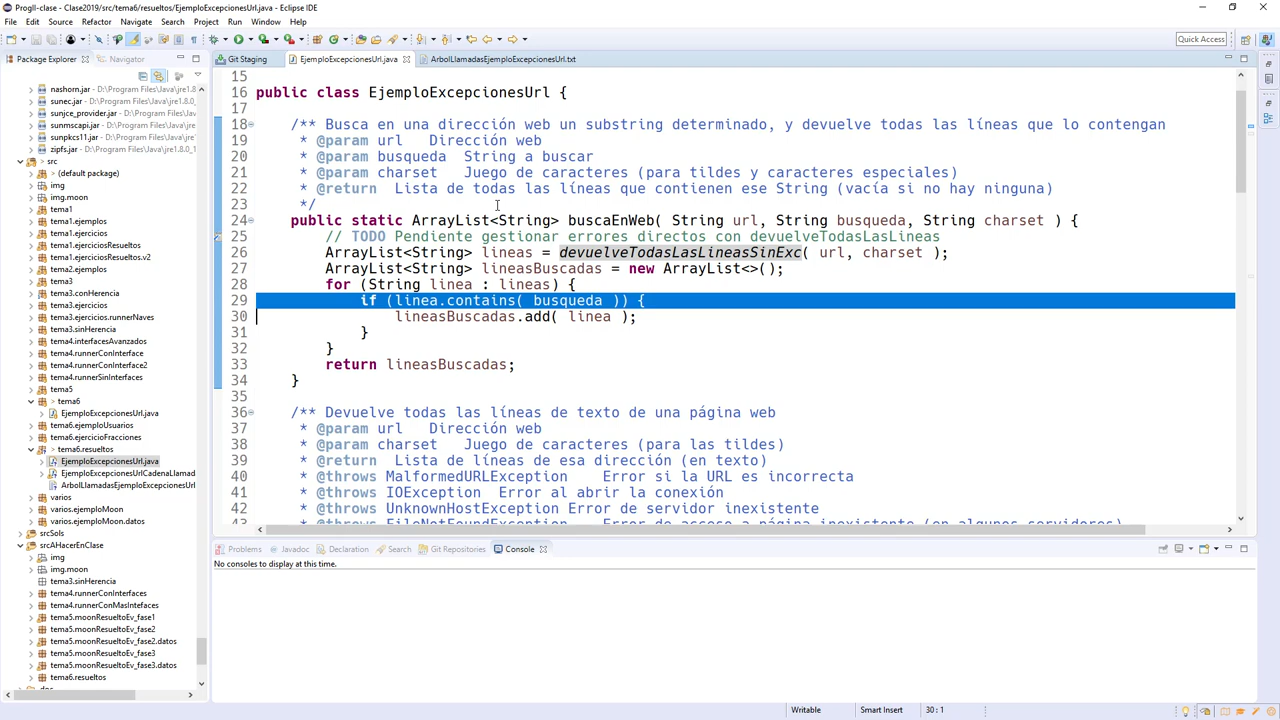 ProgII-clase - Clase2019/src/tema6/resueltos/EjemploExcepcionesUrl.java - Eclipse IDE
File Edit Source Refactor Navigate Search Project Run Window Help
Quick Access
Package Explorer
Navigator
Git Staging
EjemploExcepcionesUrl.java
ArbolLlamadasEjemploExcepcionesUrl.txt
nashorn.jar - D:\Program Files\Java\jre1.8.0_1
sunec.jar - D:\Program Files\Java\jre1.8.0_
sunjce_provider.jar - D:\Program Files\Java\
sunmscapi.jar - D:\Program Files\Java\jre1.8
sunpkcs11.jar - D:\Program Files\Java\jre1.8
zipfs.jar - D:\Program Files\Java\jre1.8.0_1
> src
(default package)
img
img.moon
tema1
tema1.ejemplos
tema1.ejercicios
tema1.ejerciciosResueltos
tema1.ejerciciosResueltos.v2
tema2.ejemplos
tema3
tema3.conHerencia
tema3.ejercicios
tema3.ejercicios.runnerNaves
tema3.sinHerencia
tema4.interfacesAvanzados
tema4.runnerConInterface
tema4.runnerConInterface2
tema4.runnerSinInterfaces
tema5
> tema6
EjemploExcepcionesUrl.java
tema6.ejemploUsuarios
tema6.ejercicioFracciones
> tema6.resueltos
EjemploExcepcionesUrl.java
EjemploExcepcionesUrlCadenaLlamad
ArbolLlamadasEjemploExcepcionesUrl
varios
varios.ejemploMoon
varios.ejemploMoon.datos
srcSols
srcAHacerEnClase
img
img.moon
tema3.sinHerencia
tema4.runnerConInterfaces
tema4.runnerConMasIntefaces
tema5.moonResueltoEv_fase1
tema5.moonResueltoEv_fase2
tema5.moonResueltoEv_fase2.datos
tema5.moonResueltoEv_fase3
tema5.moonResueltoEv_fase3.datos
tema6.resueltos
15
16 public class EjemploExcepcionesUrl {
17
18 /** Busca en una dirección web un substring determinado, y devuelve todas las líneas que lo contengan
19 * @param url Dirección web
20 * @param busqueda String a buscar
21 * @param charset Juego de caracteres (para tildes y caracteres especiales)
22 * @return Lista de todas las líneas que contienen ese String (vacía si no hay ninguna)
23 */
24 public static ArrayList<String> buscaEnWeb( String url, String busqueda, String charset ) {
25 // TODO Pendiente gestionar errores directos con devuelveTodasLasLineas
26 ArrayList<String> lineas = devuelveTodasLasLineasSinExc( url, charset );
27 ArrayList<String> lineasBuscadas = new ArrayList<>();
28 for (String linea : lineas) {
29 if (linea.contains( busqueda )) {
30 lineasBuscadas.add( linea );
31 }
32 }
33 return lineasBuscadas;
34 }
35
36 /** Devuelve todas las líneas de texto de una página web
37 * @param url Dirección web
38 * @param charset Juego de caracteres (para las tildes)
39 * @return Lista de líneas de esa dirección (en texto)
40 * @throws MalformedURLException Error si la URL es incorrecta
41 * @throws IOException Error al abrir la conexión
42 * @throws UnknownHostException Error de servidor inexistente
43 * @throws FileNotFoundException Error de acceso a página inexistente (en algunos servidores)
Problems Javadoc Declaration Search Git Repositories Console
No consoles to display at this time.
Writable Smart Insert 30 : 1